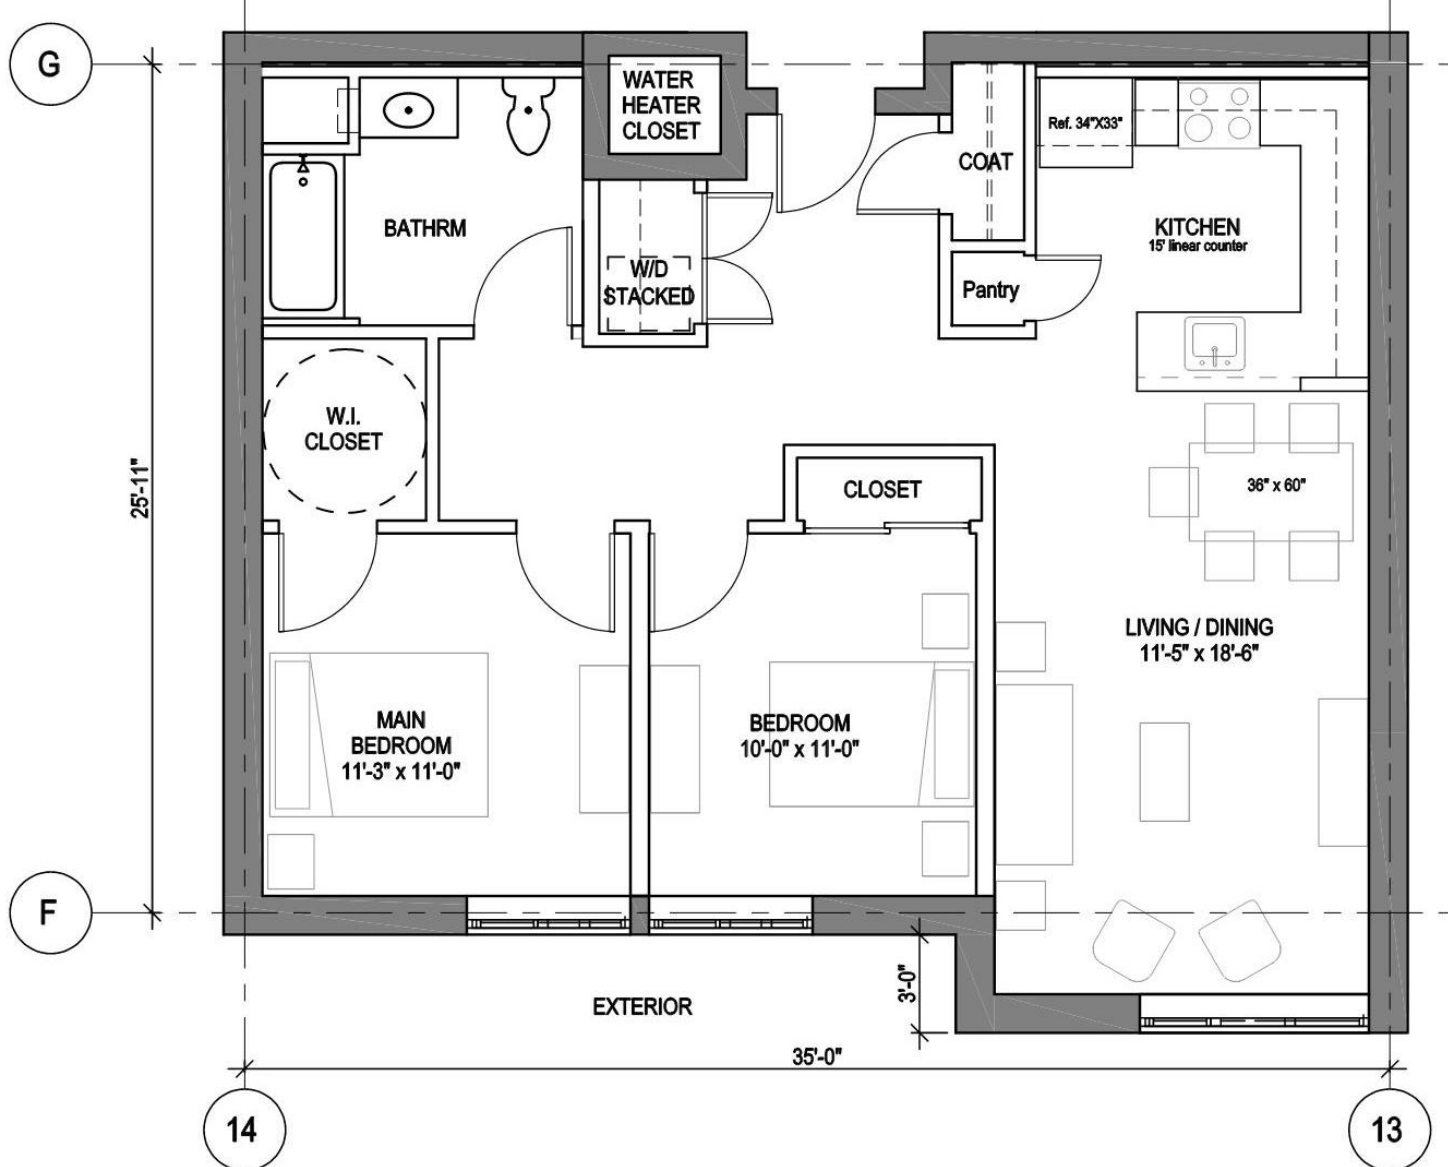 G
WATER
HEATER
CLOSET
Ref. 34"X33"
COAT
KITCHEN
15' linear counter
BATHRM
W/D
STACKED
Pantry
W.I.
CLOSET
25'-11"
CLOSET
36" x 60"
LIVING / DINING
11'-5" x 18'-6"
MAIN
BEDROOM
11'-3" x 11'-0"
BEDROOM
10'-0" x 11'-0"
F
3'-0"
EXTERIOR
35'-0"
14
13